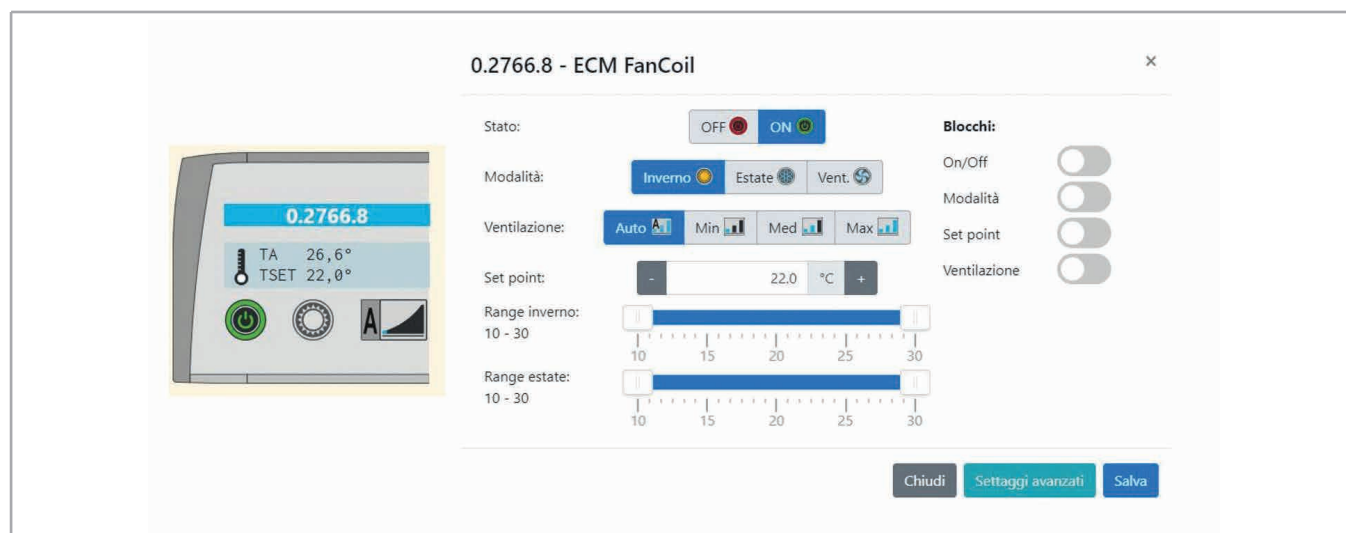 0.2766.8
TA 26,6°
TSET 22,0°
A
0.2766.8 - ECM FanCoil
×
Stato:
OFF ON
Modalità:
Inverno Estate Vent.
Ventilazione:
Auto A Min Med Max
Set point:
- 22.0 °C +
Range inverno:
10 - 30
10 15 20 25 30
Range estate:
10 - 30
10 15 20 25 30
Blocchi:
On/Off
Modalità
Set point
Ventilazione
Chiudi Settaggi avanzati Salva